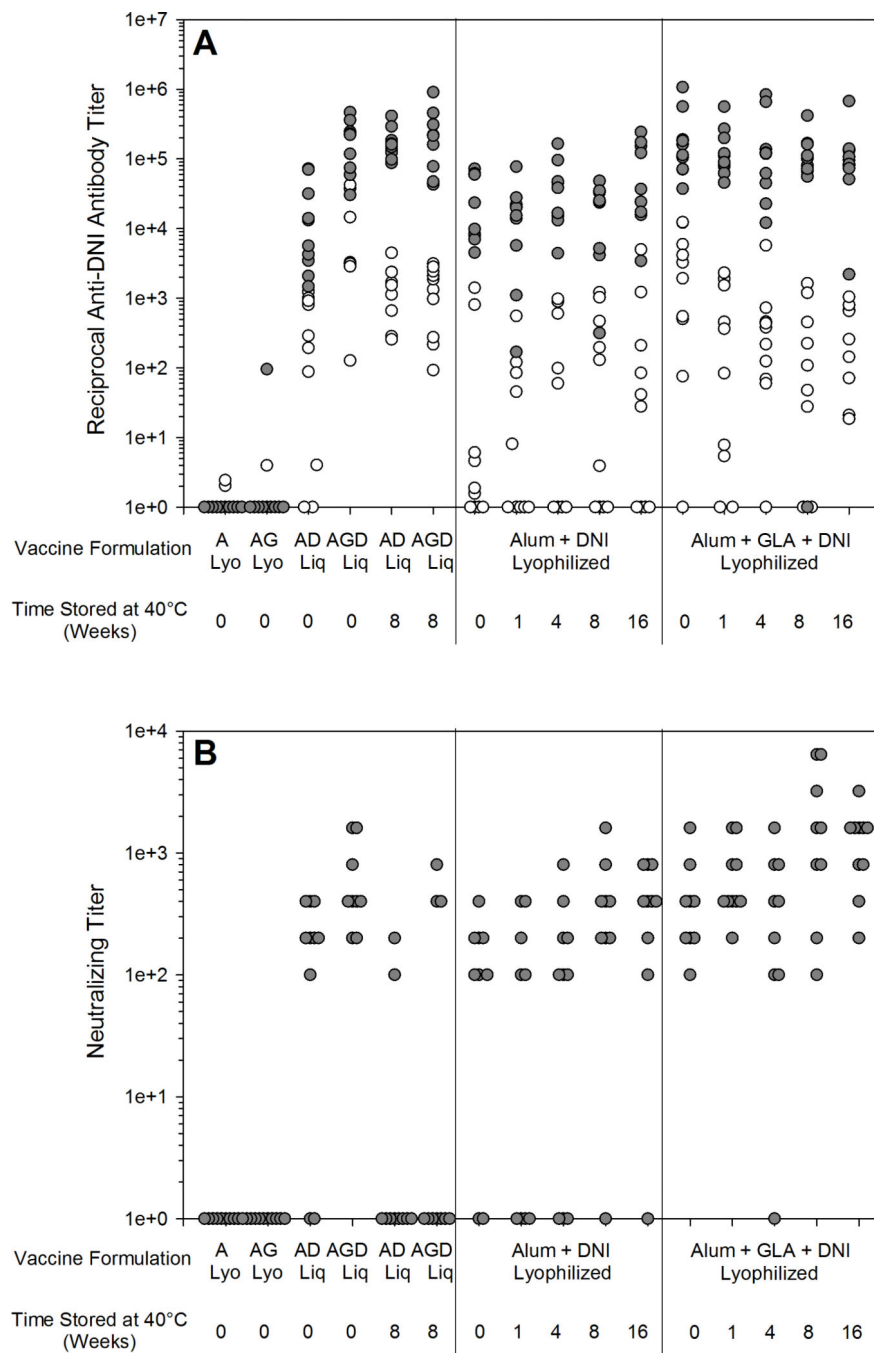 A
1e+7
1e+6
1e+5
1e+4
1e+3
1e+2
1e+1
1e+0
Reciprocal Anti-DNI Antibody Titer
Vaccine Formulation
A AG AD AGD AD AGD
Lyo Lyo Liq Liq Liq Liq
Alum + DNI
Lyophilized
Alum + GLA + DNI
Lyophilized
Time Stored at 40°C
(Weeks)
0 0 0 0 8 8 0 1 4 8 16 0 1 4 8 16
B
1e+4
1e+3
1e+2
1e+1
1e+0
Neutralizing Titer
Vaccine Formulation
A AG AD AGD AD AGD
Lyo Lyo Liq Liq Liq Liq
Alum + DNI
Lyophilized
Alum + GLA + DNI
Lyophilized
Time Stored at 40°C
(Weeks)
0 0 0 0 8 8 0 1 4 8 16 0 1 4 8 16